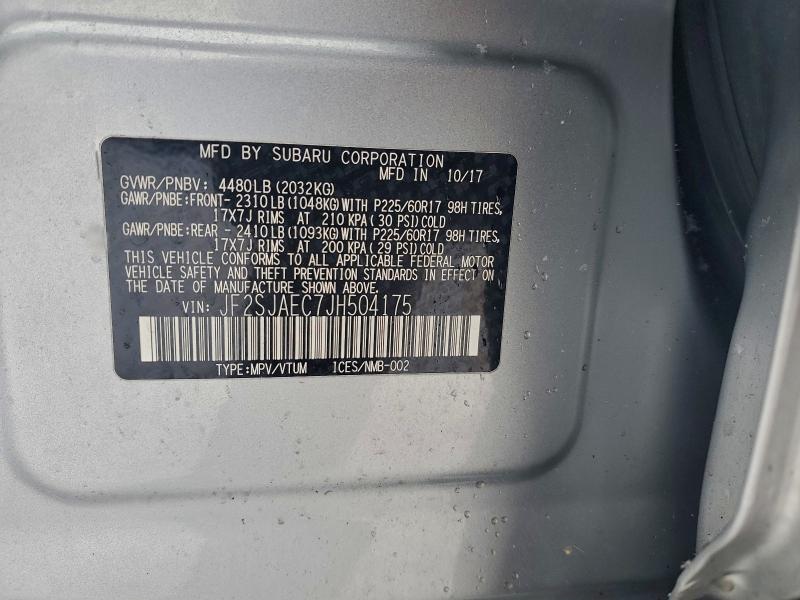 MFD BY SUBARU CORPORATION
MFD IN 10/17
GVWR/PNBV: 4480LB (2032KG)
GAWR/PNBE:FRONT- 2310LB (1048KG)WITH P225/60R17 98H TIRES,
17X7J RIMS AT 210 KPA ( 30 PSI)COLD
GAWR/PNBE:REAR - 2410LB (1093KG)WITH P225/60R17 98H TIRES,
17X7J RIMS AT 200 KPA ( 29 PSI)COLD
THIS VEHICLE CONFORMS TO ALL APPLICABLE FEDERAL MOTOR
VEHICLE SAFETY AND THEFT PREVENTION STANDARDS IN EFFECT ON
THE DATE OF MANUFACTURE SHOWN ABOVE.
VIN: JF2SJAEC7JH504175
TYPE:MPV/VTUM ICES/NMB-002